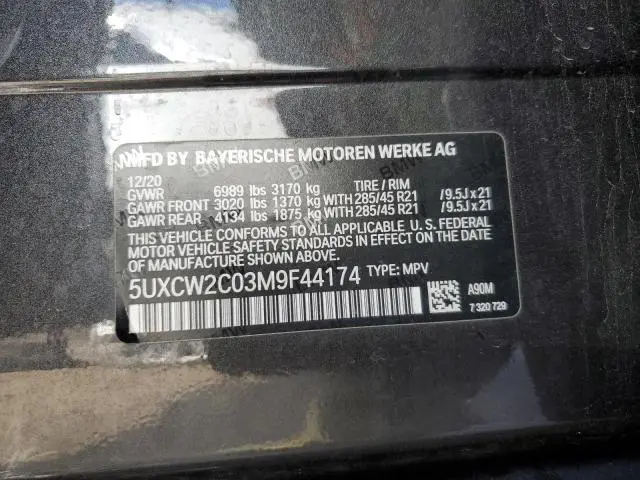 MFD BY BAYERISCHE MOTOREN WERKE AG
12/20 TIRE / RIM
GVWR 6989 lbs 3170 kg
GAWR FRONT 3020 lbs 1370 kg WITH 285/45 R21 /9.5J x 21
GAWR REAR 4134 lbs 1875 kg WITH 285/45 R21 /9.5J x 21
THIS VEHICLE CONFORMS TO ALL APPLICABLE U. S. FEDERAL
MOTOR VEHICLE SAFETY STANDARDS IN EFFECT ON THE DATE
OF MANUFACTURE SHOWN ABOVE.
5UXCW2C03M9F44174 TYPE: MPV
A90M
7 320 729